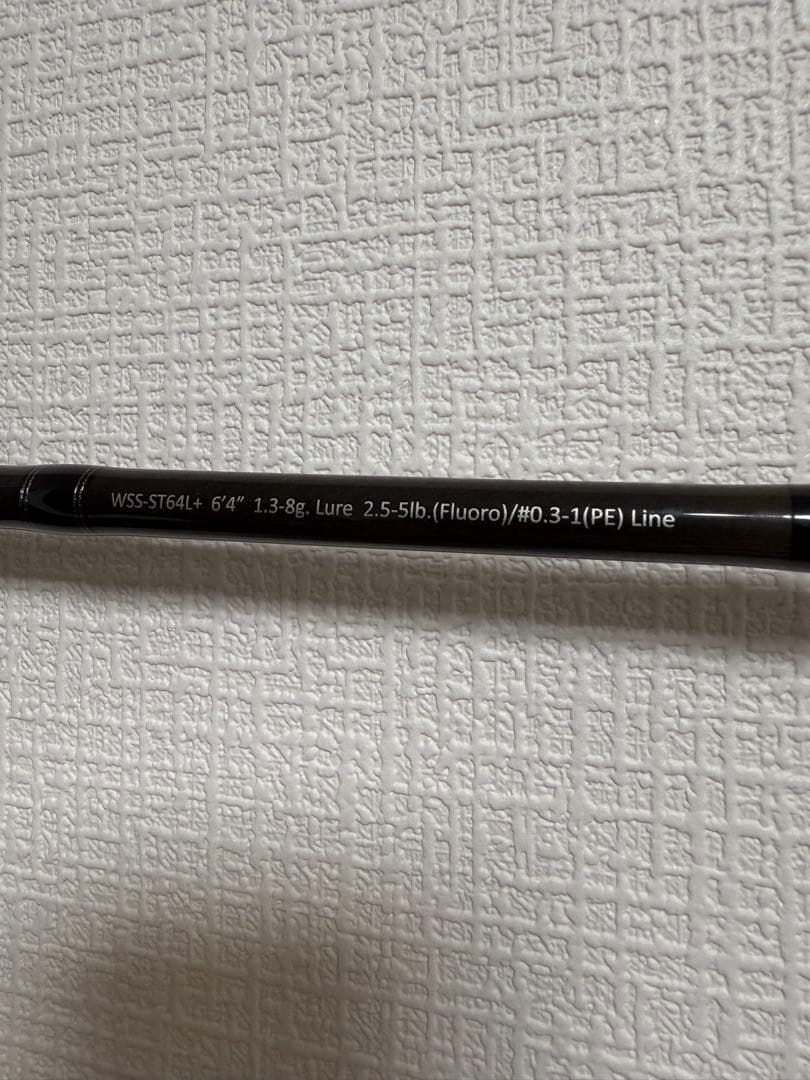 WSS-ST64L+ 6'4" 1.3-8g. Lure 2.5-5lb.(Fluoro)/#0.3-1(PE) Line